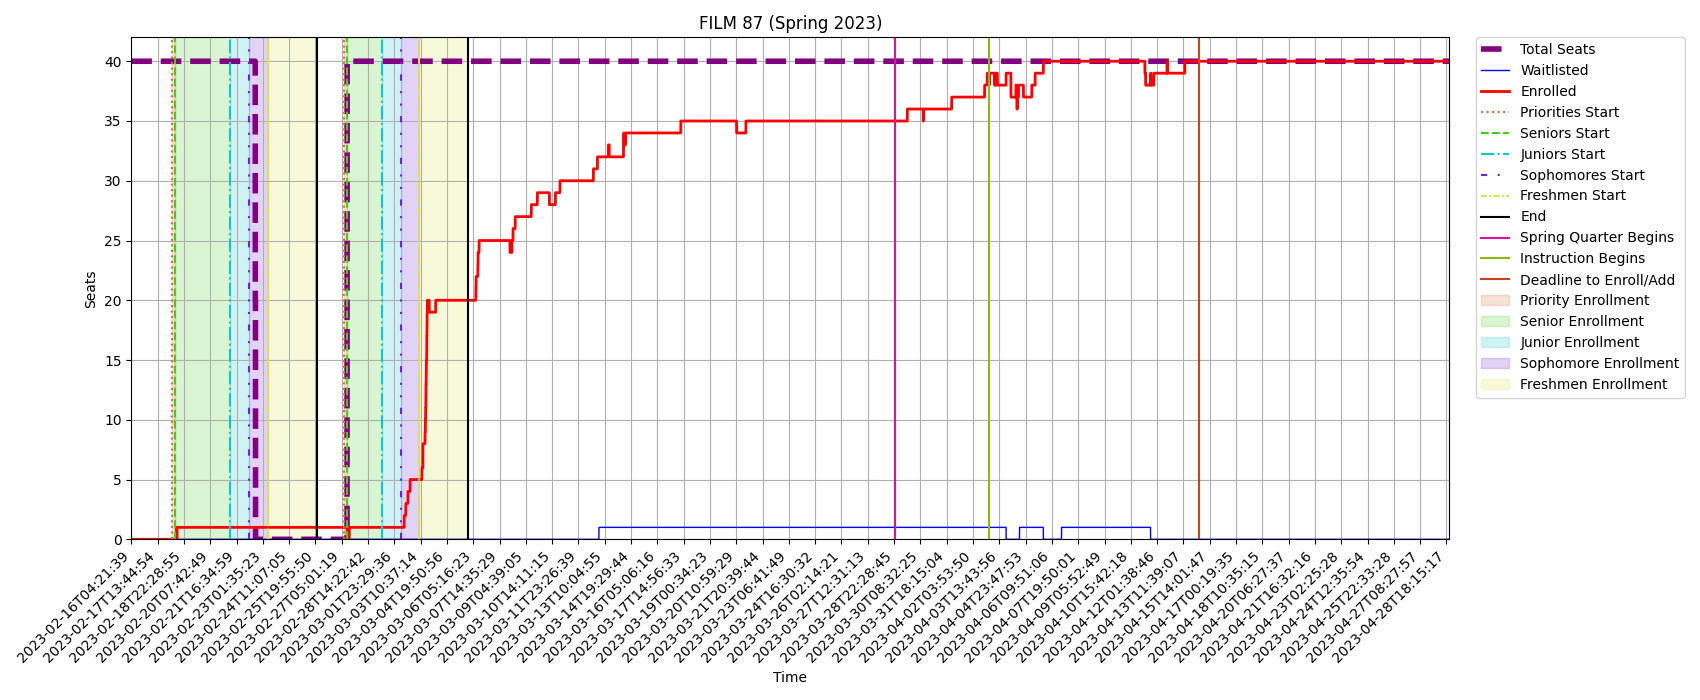 FILM 87 (Spring 2023)
Seats
40
35
30
25
20
15
10
5
0
2023-02-16T04:21:39
2023-02-17T13:44:54
2023-02-18T22:28:55
2023-02-20T07:42:49
2023-02-21T16:34:59
2023-02-23T01:35:23
2023-02-24T11:07:05
2023-02-25T19:55:50
2023-02-27T05:01:19
2023-02-28T14:22:42
2023-03-01T23:29:36
2023-03-03T10:37:14
2023-03-04T19:50:56
2023-03-06T05:16:23
2023-03-07T14:35:29
2023-03-09T04:39:05
2023-03-10T14:11:15
2023-03-11T23:26:39
2023-03-13T10:04:55
2023-03-14T19:29:44
2023-03-16T05:06:16
2023-03-17T14:56:33
2023-03-19T00:34:23
2023-03-20T10:59:29
2023-03-21T20:39:44
2023-03-23T06:41:49
2023-03-24T16:30:32
2023-03-26T02:14:21
2023-03-27T12:31:13
2023-03-28T22:28:45
2023-03-30T08:32:25
2023-03-31T18:15:04
2023-04-02T03:53:50
2023-04-03T13:43:56
2023-04-04T23:47:53
2023-04-06T09:51:06
2023-04-07T19:50:01
2023-04-09T05:52:49
2023-04-10T15:42:18
2023-04-12T01:38:46
2023-04-13T11:39:07
2023-04-15T14:01:47
2023-04-17T00:19:35
2023-04-18T10:35:15
2023-04-20T06:27:37
2023-04-21T16:32:16
2023-04-23T02:25:28
2023-04-24T12:35:54
2023-04-25T22:33:28
2023-04-27T08:27:57
2023-04-28T18:15:17
Time
Total Seats
Waitlisted
Enrolled
Priorities Start
Seniors Start
Juniors Start
Sophomores Start
Freshmen Start
End
Spring Quarter Begins
Instruction Begins
Deadline to Enroll/Add
Priority Enrollment
Senior Enrollment
Junior Enrollment
Sophomore Enrollment
Freshmen Enrollment